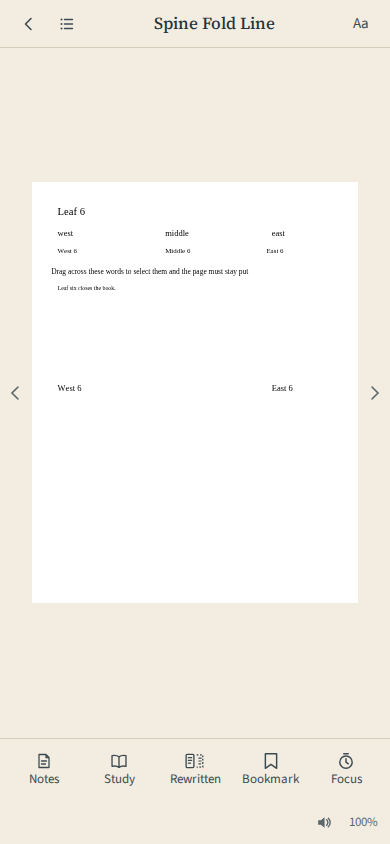 Spine Fold Line Aa
Leaf 6
west middle east
West 6 Middle 6 East 6
Drag across these words to select them and the page must stay put
Leaf six closes the book.
West 6 East 6
Notes Study Rewritten Bookmark Focus
100%